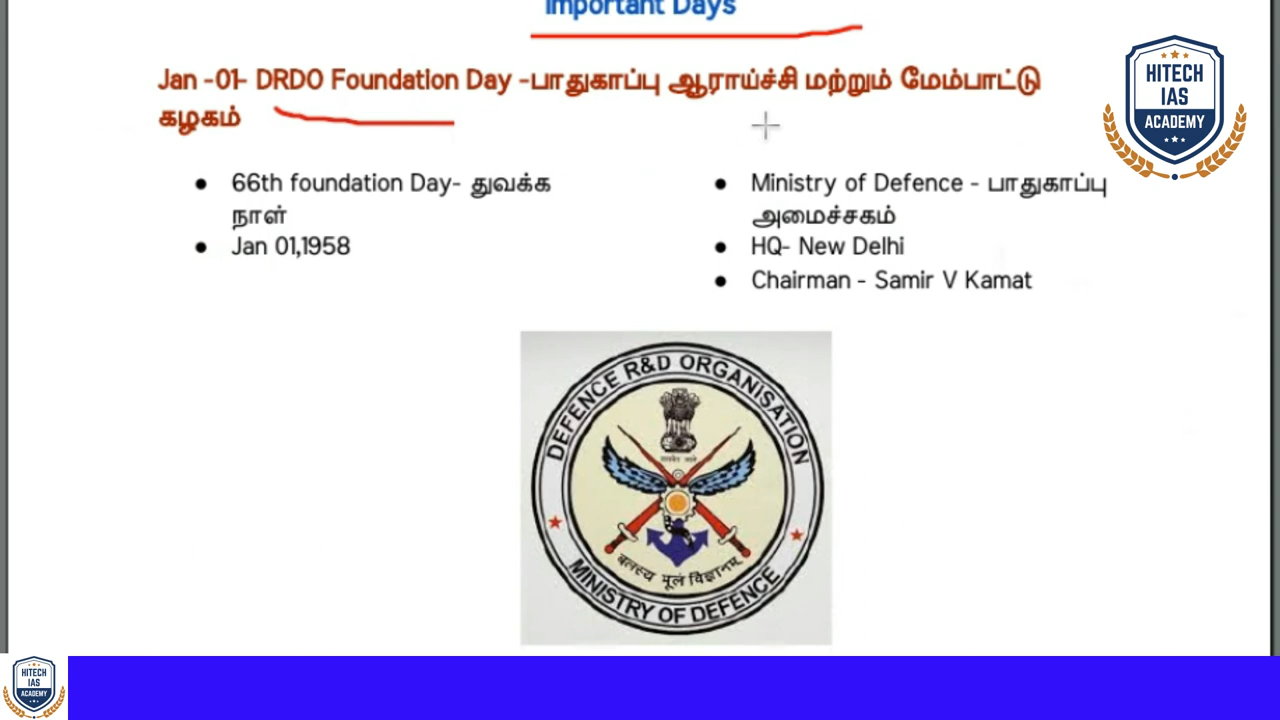 Important Days
Jan -01- DRDO Foundation Day -பாதுகாப்பு ஆராய்ச்சி மற்றும் மேம்பாட்டு
கழகம்
● 66th foundation Day- துவக்க
நாள்
● Jan 01,1958
● Ministry of Defence - பாதுகாப்பு
அமைச்சகம்
● HQ- New Delhi
● Chairman - Samir V Kamat
HITECH
IAS
ACADEMY
DEFENCE R&D ORGANISATION
बलस्य मूलं विज्ञानम्
MINISTRY OF DEFENCE
HITECH
IAS
ACADEMY